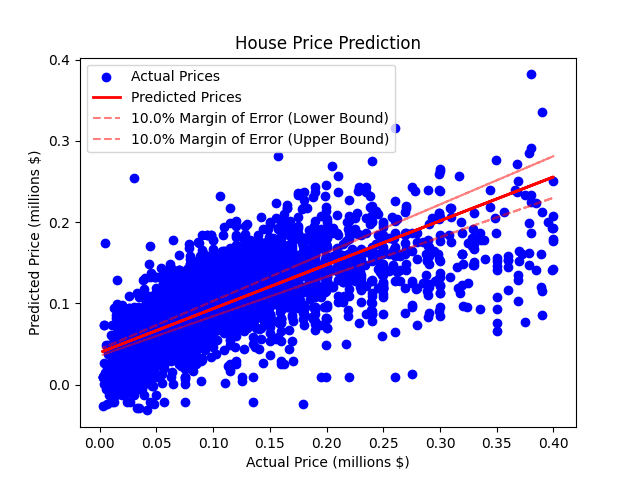 House Price Prediction
Actual Prices
Predicted Prices
10.0% Margin of Error (Lower Bound)
10.0% Margin of Error (Upper Bound)
Predicted Price (millions $)
0.4
0.3
0.2
0.1
0.0
0.00 0.05 0.10 0.15 0.20 0.25 0.30 0.35 0.40
Actual Price (millions $)